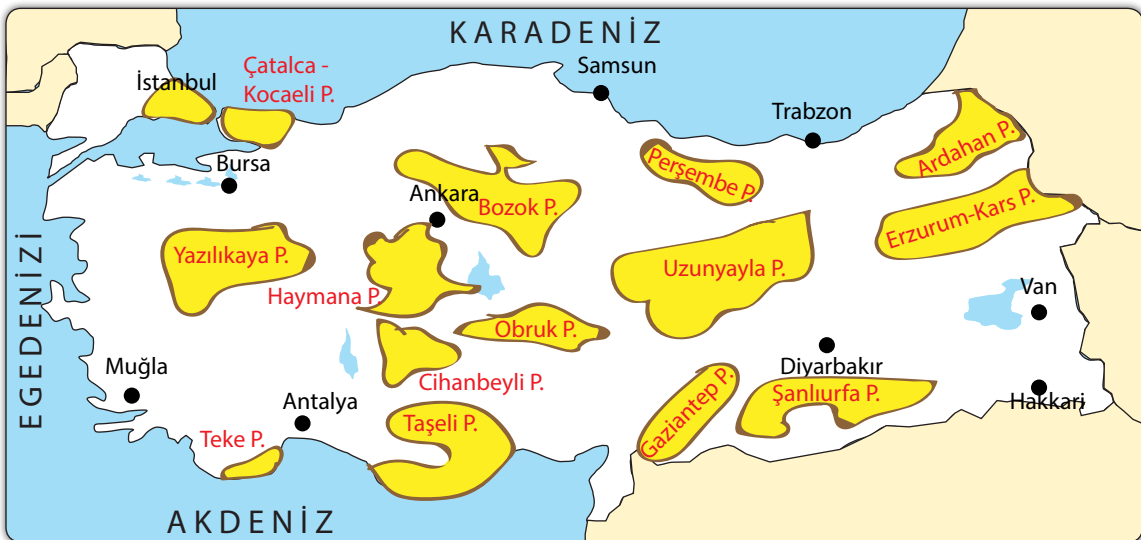 KARADENİZ
Çatalca -
Kocaeli P.
İstanbul
Samsun
Trabzon
Ardahan P.
Bursa
Perşembe P.
Ankara
Bozok P.
Erzurum-Kars P.
EGEDENİZİ
Yazılıkaya P.
Haymana P.
Uzunyayla P.
Van
Obruk P.
Diyarbakır
Muğla
Cihanbeyli P.
Şanlıurfa P.
Hakkari
Antalya
Taşeli P.
Gaziantep P.
Teke P.
AKDENİZ